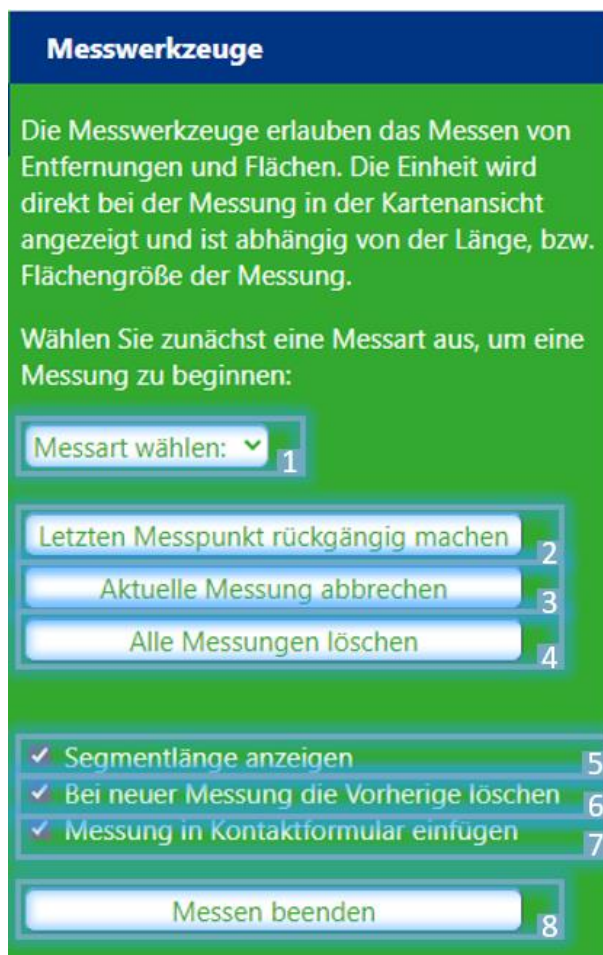 Messwerkzeuge
Die Messwerkzeuge erlauben das Messen von
Entfernungen und Flächen. Die Einheit wird
direkt bei der Messung in der Kartenansicht
angezeigt und ist abhängig von der Länge, bzw.
Flächengröße der Messung.
Wählen Sie zunächst eine Messart aus, um eine
Messung zu beginnen:
Messart wählen: 1
Letzten Messpunkt rückgängig machen 2
Aktuelle Messung abbrechen 3
Alle Messungen löschen 4
Segmentlänge anzeigen 5
Bei neuer Messung die Vorherige löschen 6
Messung in Kontaktformular einfügen 7
Messen beenden 8